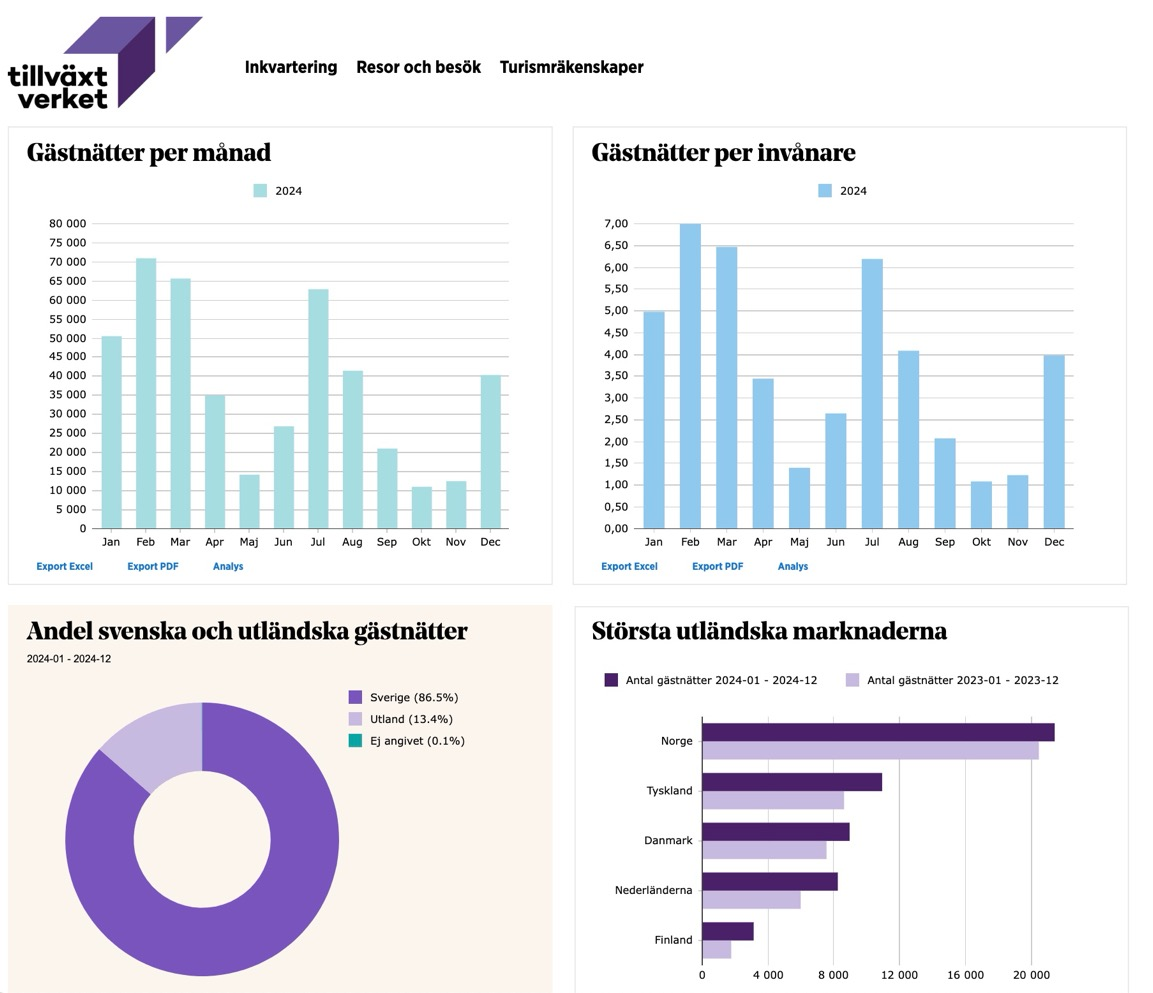 tillväxt
verket
Inkvartering Resor och besök Turismräkenskaper
Gästnätter per månad
2024
80 000
75 000
70 000
65 000
60 000
55 000
50 000
45 000
40 000
35 000
30 000
25 000
20 000
15 000
10 000
5 000
0
Jan Feb Mar Apr Maj Jun Jul Aug Sep Okt Nov Dec
Export Excel Export PDF Analys
Gästnätter per invånare
2024
7,00
6,50
6,00
5,50
5,00
4,50
4,00
3,50
3,00
2,50
2,00
1,50
1,00
0,50
0,00
Jan Feb Mar Apr Maj Jun Jul Aug Sep Okt Nov Dec
Export Excel Export PDF Analys
Andel svenska och utländska gästnätter
2024-01 - 2024-12
Sverige (86.5%)
Utland (13.4%)
Ej angivet (0.1%)
Största utländska marknaderna
Antal gästnätter 2024-01 - 2024-12 Antal gästnätter 2023-01 - 2023-12
Norge
Tyskland
Danmark
Nederländerna
Finland
0 4 000 8 000 12 000 16 000 20 000